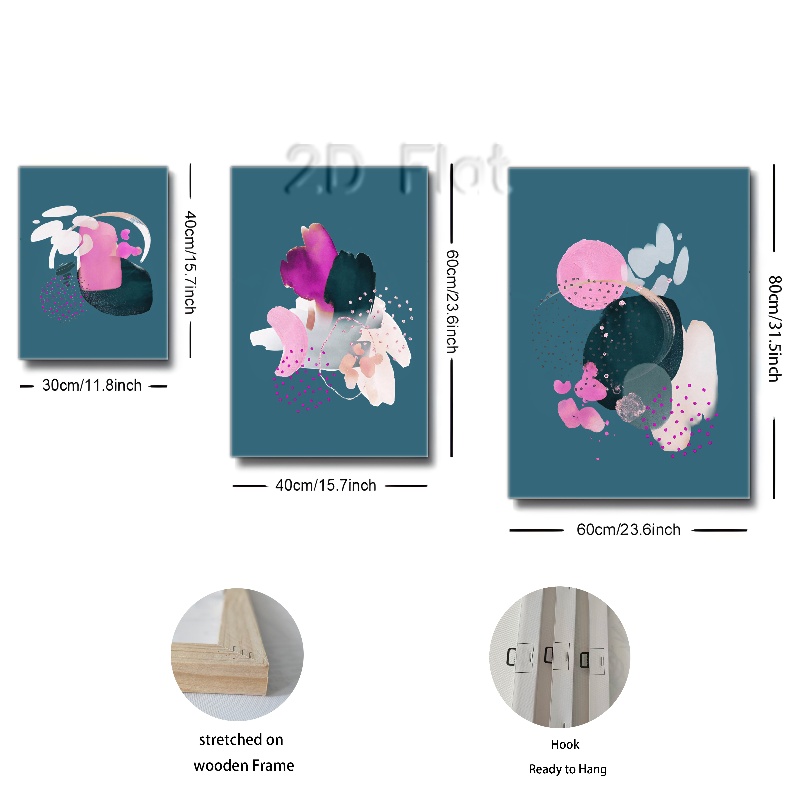 2D Flat
40cm/15.7inch
30cm/11.8inch
60cm/23.6inch
40cm/15.7inch
80cm/31.5inch
60cm/23.6inch
stretched on
wooden Frame
Hook
Ready to Hang